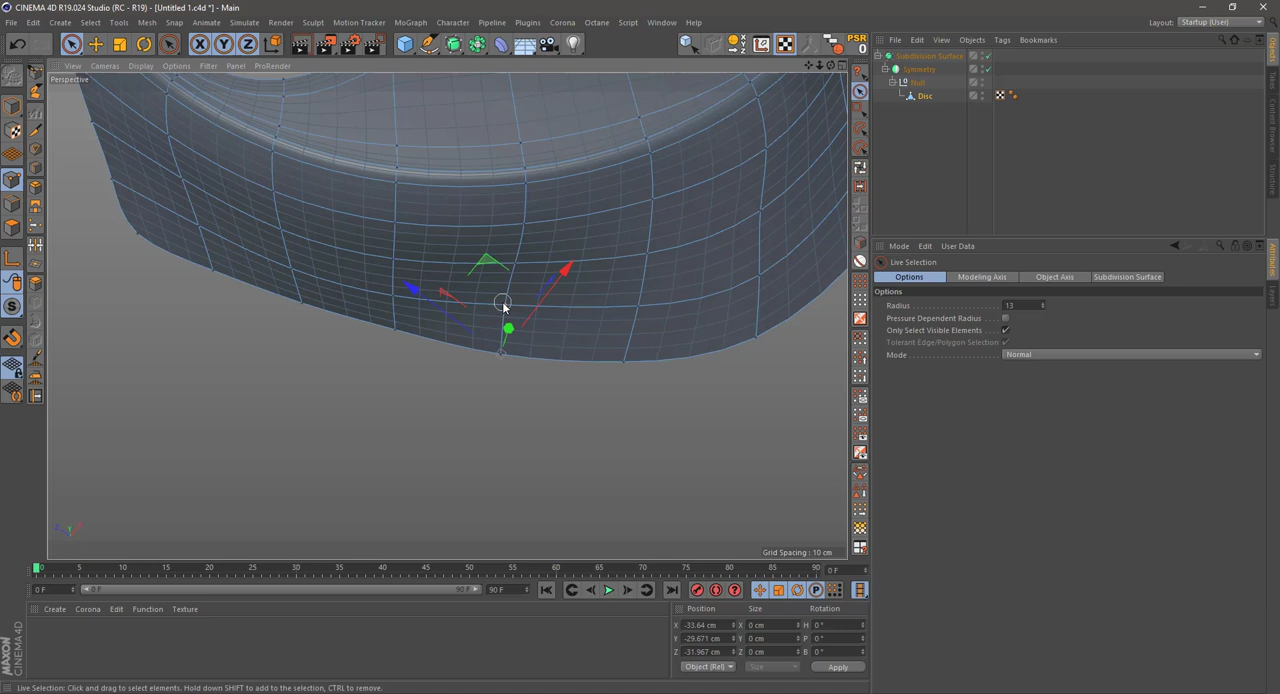 CINEMA 4D R19.024 Studio (RC - R19) - [Untitled 1.c4d *] - Main
File Edit Create Select Tools Mesh Snap Animate Simulate Render Sculpt Motion Tracker MoGraph Character Pipeline Plugins Corona Octane Script Window Help
Layout: Startup (User)
X Y Z
PSR
0
File Edit View Objects Tags Bookmarks
Subdivision Surface
Symmetry
Null
Disc
View Cameras Display Options Filter Panel ProRender
Perspective
Grid Spacing : 10 cm
Mode Edit User Data
Live Selection
Options Modeling Axis Object Axis Subdivision Surface
Options
Radius 13
Pressure Dependent Radius
Only Select Visible Elements
Tolerant Edge/Polygon Selection
Mode Normal
Objects
Takes
Content Browser
Structure
Attributes
Layers
0 5 10 15 20 25 30 35 40 45 50 55 60 65 70 75 80 85 90 0 F
0 F 0 F 90 F 90 F
Create Corona Edit Function Texture
Position Size Rotation
X -33.64 cm X 0 cm H 0 °
Y -29.671 cm Y 0 cm P 0 °
Z -31.967 cm Z 0 cm B 0 °
Object (Rel) Size Apply
MAXON
CINEMA 4D
Live Selection: Click and drag to select elements. Hold down SHIFT to add to the selection, CTRL to remove.